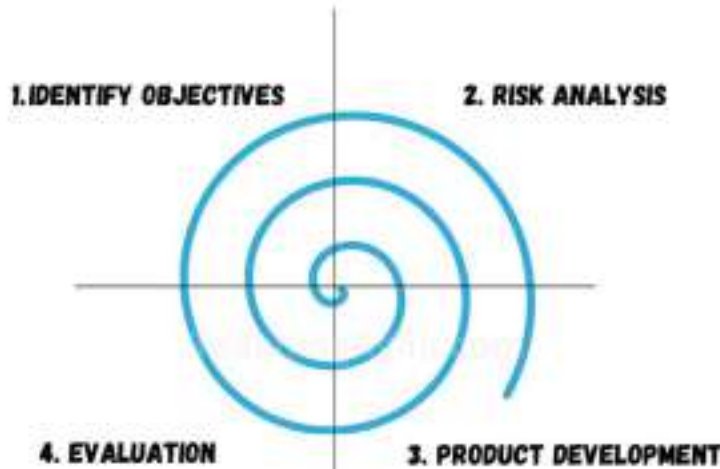 1.IDENTIFY OBJECTIVES
2. RISK ANALYSIS
4. EVALUATION
3. PRODUCT DEVELOPMENT